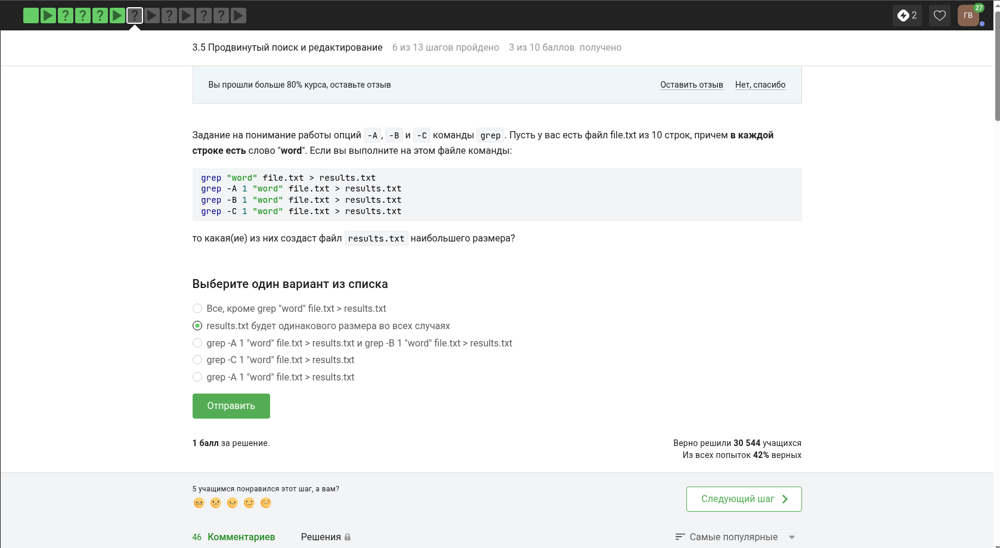 ? ? ? ? ? ? ?
2
ГВ
27
3.5 Продвинутый поиск и редактирование 6 из 13 шагов пройдено 3 из 10 баллов получено
Вы прошли больше 80% курса, оставьте отзыв Оставить отзыв Нет, спасибо
Задание на понимание работы опций -A, -B и -C команды grep. Пусть у вас есть файл file.txt из 10 строк, причем в каждой
строке есть слово "word". Если вы выполните на этом файле команды:
grep "word" file.txt > results.txt
grep -A 1 "word" file.txt > results.txt
grep -B 1 "word" file.txt > results.txt
grep -C 1 "word" file.txt > results.txt
то какая(ие) из них создаст файл results.txt наибольшего размера?
Выберите один вариант из списка
Все, кроме grep "word" file.txt > results.txt
results.txt будет одинакового размера во всех случаях
grep -A 1 "word" file.txt > results.txt и grep -B 1 "word" file.txt > results.txt
grep -C 1 "word" file.txt > results.txt
grep -A 1 "word" file.txt > results.txt
Отправить
1 балл за решение.
Верно решили 30 544 учащихся
Из всех попыток 42% верных
5 учащимся понравился этот шаг, а вам?
Следующий шаг
46 Комментариев Решения Самые популярные